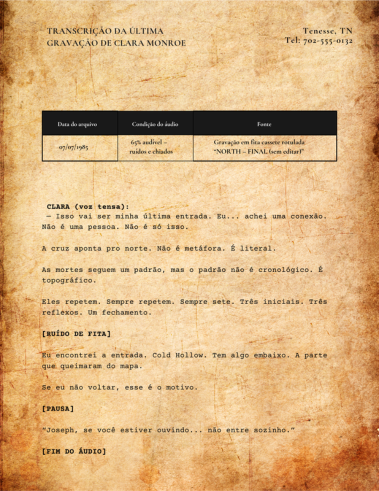 TRANSCRIÇÃO DA ÚLTIMA
GRAVAÇÃO DE CLARA MONROE
Tenesse, TN
Tel: 702-555-0132
Data do arquivo
Condição do áudio
Fonte
07/07/1985
65% audível –
ruídos e chiados
Gravação em fita cassete rotulada
"NORTH – FINAL (sem editar)"
CLARA (voz tensa):
— Isso vai ser minha última entrada. Eu... achei uma conexão.
Não é uma pessoa. Não é só isso.
A cruz aponta pro norte. Não é metáfora. É literal.
As mortes seguem um padrão, mas o padrão não é cronológico. É
topográfico.
Eles repetem. Sempre repetem. Sempre sete. Três iniciais. Três
reflexos. Um fechamento.
[RUÍDO DE FITA]
Eu encontrei a entrada. Cold Hollow. Tem algo embaixo. A parte
que queimaram do mapa.
Se eu não voltar, esse é o motivo.
[PAUSA]
"Joseph, se você estiver ouvindo... não entre sozinho."
[FIM DO ÁUDIO]